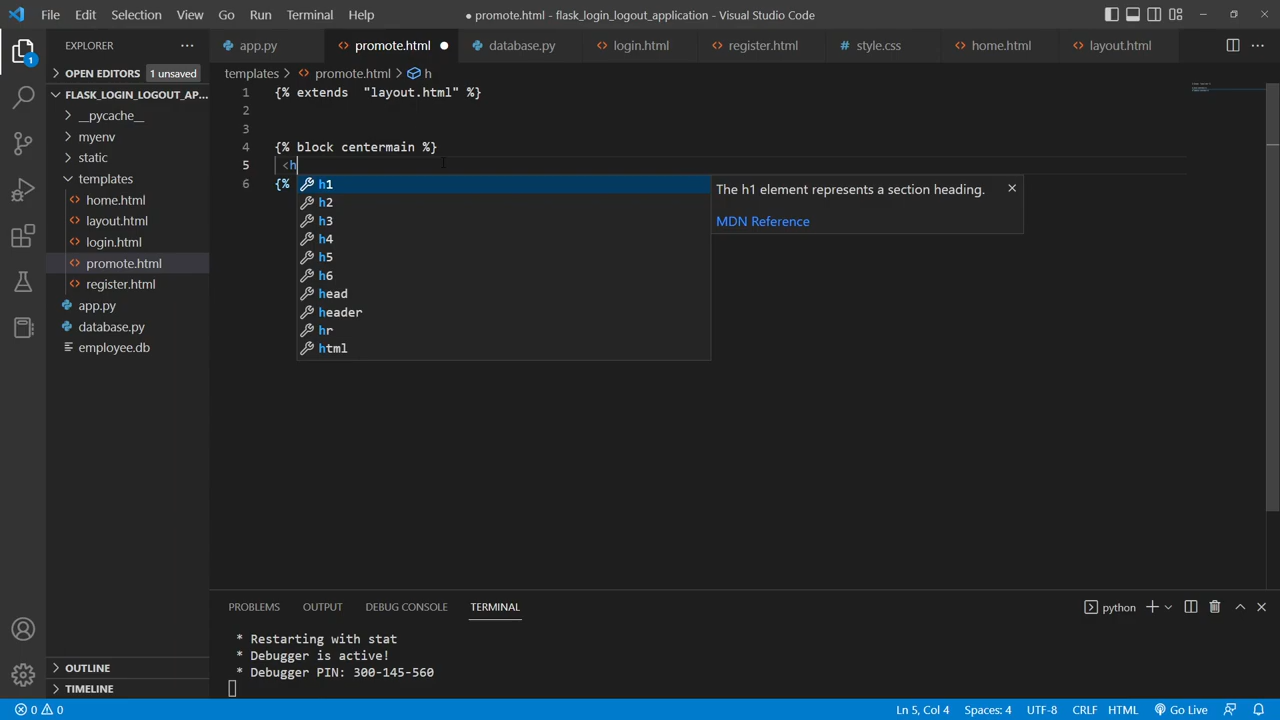 File Edit Selection View Go Run Terminal Help
● promote.html - flask_login_logout_application - Visual Studio Code
EXPLORER
app.py
promote.html
database.py
login.html
register.html
# style.css
home.html
layout.html
1
OPEN EDITORS 1 unsaved
templates > promote.html > h
FLASK_LOGIN_LOGOUT_AP...
__pycache__
myenv
static
templates
home.html
layout.html
login.html
promote.html
register.html
app.py
database.py
employee.db
1 {% extends "layout.html" %}
2
3
4 {% block centermain %}
5 <h
6 {%
h1
h2
h3
h4
h5
h6
head
header
hr
html
The h1 element represents a section heading.
MDN Reference
PROBLEMS OUTPUT DEBUG CONSOLE TERMINAL
python
* Restarting with stat
* Debugger is active!
* Debugger PIN: 300-145-560
OUTLINE
TIMELINE
0 0
Ln 5, Col 4 Spaces: 4 UTF-8 CRLF HTML Go Live